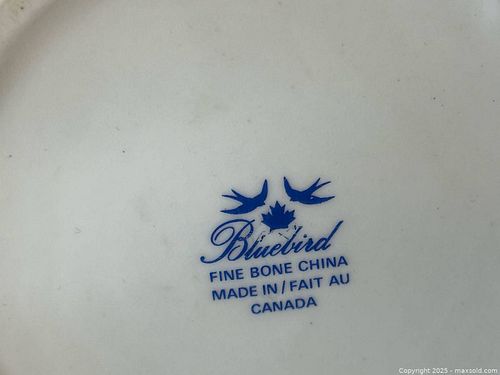 Bluebird
FINE BONE CHINA
MADE IN / FAIT AU
CANADA
Copyright © 2025 - maxsold.com